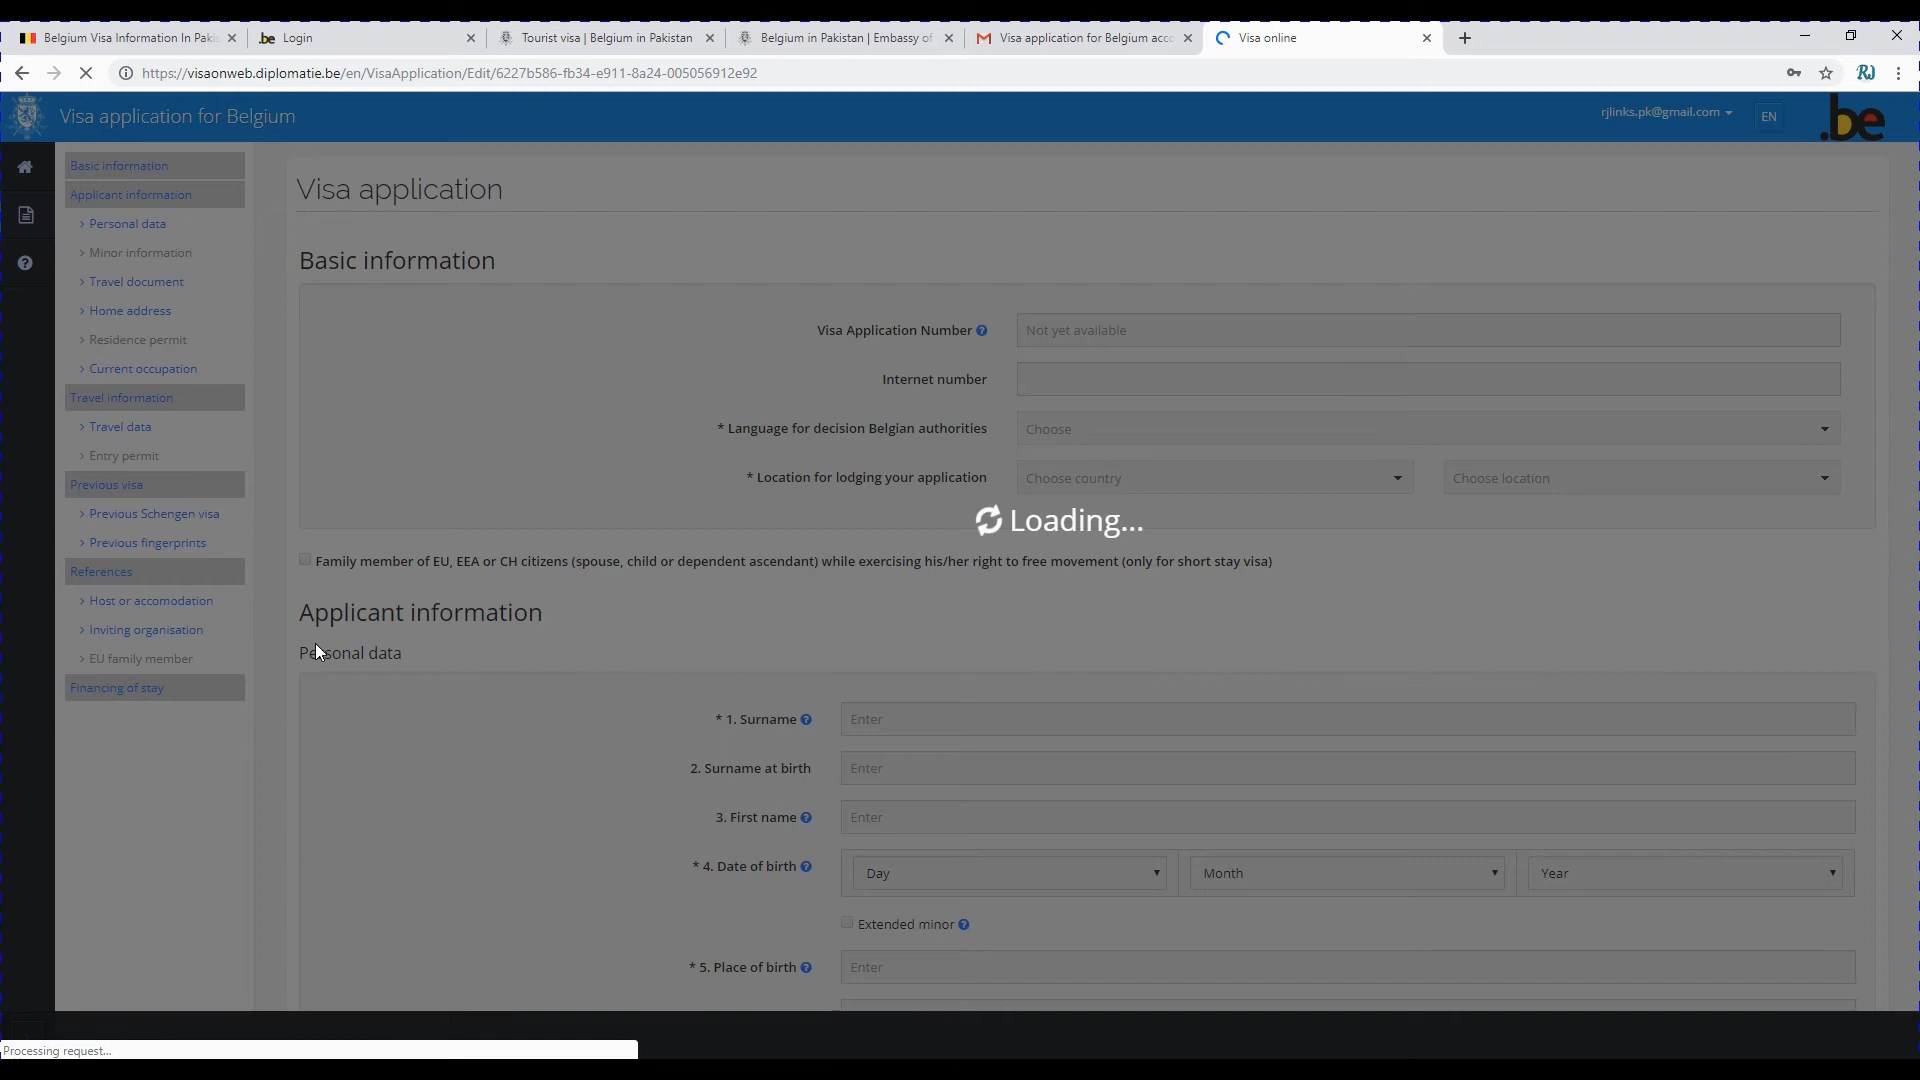 Belgium Visa Information In Paki
Login
Tourist visa | Belgium in Pakistan
Belgium in Pakistan | Embassy of
Visa application for Belgium acco
Visa online
https://visaonweb.diplomatie.be/en/VisaApplication/Edit/6227b586-fb34-e911-8a24-005056912e92
Visa application for Belgium
rjlinks.pk@gmail.com
EN
.be
Basic information
Applicant information
Personal data
Minor information
Travel document
Home address
Residence permit
Current occupation
Travel information
Travel data
Entry permit
Previous visa
Previous Schengen visa
Previous fingerprints
References
Host or accomodation
Inviting organisation
EU family member
Financing of stay
Visa application
Basic information
Visa Application Number
Not yet available
Internet number
* Language for decision Belgian authorities
Choose
* Location for lodging your application
Choose country
Choose location
Loading...
Family member of EU, EEA or CH citizens (spouse, child or dependent ascendant) while exercising his/her right to free movement (only for short stay visa)
Applicant information
Personal data
* 1. Surname
Enter
2. Surname at birth
Enter
3. First name
Enter
* 4. Date of birth
Day
Month
Year
Extended minor
* 5. Place of birth
Enter
Processing request...